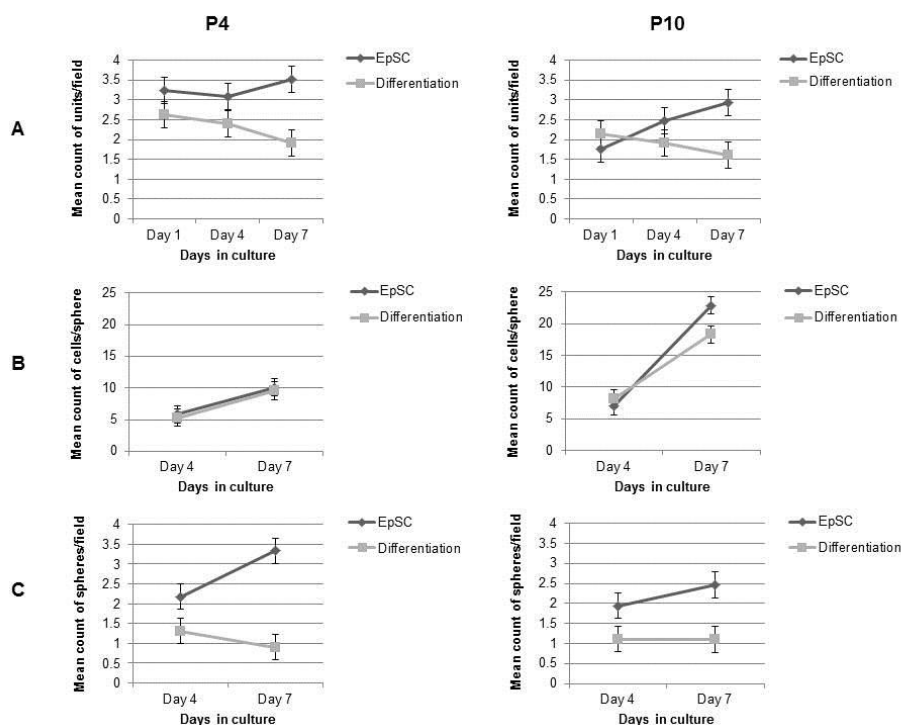 P4
P10
A
Mean count of units/field
4
3.5
3
2.5
2
1.5
1
0.5
0
Day 1 Day 4 Day 7
Days in culture
EpSC
Differentiation
Mean count of units/field
4
3.5
3
2.5
2
1.5
1
0.5
0
Day 1 Day 4 Day 7
Days in culture
EpSC
Differentiation
B
Mean count of cells/sphere
25
20
15
10
5
0
Day 4 Day 7
Days in culture
EpSC
Differentiation
Mean count of cells/sphere
25
20
15
10
5
0
Day 4 Day 7
Days in culture
EpSC
Differentiation
C
Mean count of spheres/field
4
3.5
3
2.5
2
1.5
1
0.5
0
Day 4 Day 7
Days in culture
EpSC
Differentiation
Mean count of spheres/field
4
3.5
3
2.5
2
1.5
1
0.5
0
Day 4 Day 7
Days in culture
EpSC
Differentiation